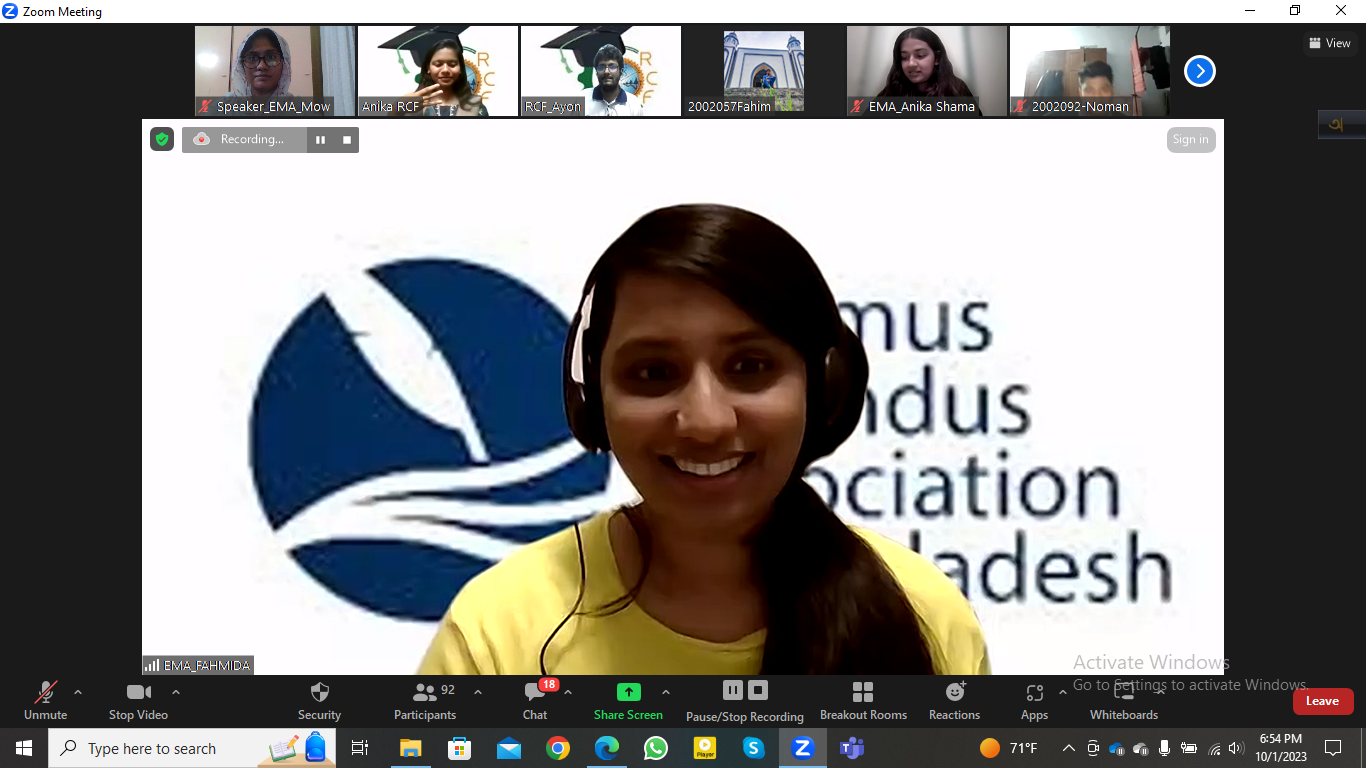 Zoom Meeting
View
Speaker_EMA_Mow
Anika RCF
RCF_Ayon
2002057Fahim
EMA_Anika Shama
2002092-Noman
RCF
RCF
অ
Recording...
Sign in
mus
ndus
ociation
ladesh
EMA_FAHMIDA
Activate Windows
Go to Settings to activate Windows.
Unmute
Stop Video
Security
Participants
92
Chat
18
Share Screen
Pause/Stop Recording
Breakout Rooms
Reactions
Apps
Whiteboards
Leave
Type here to search
Player
71°F
6:54 PM
10/1/2023